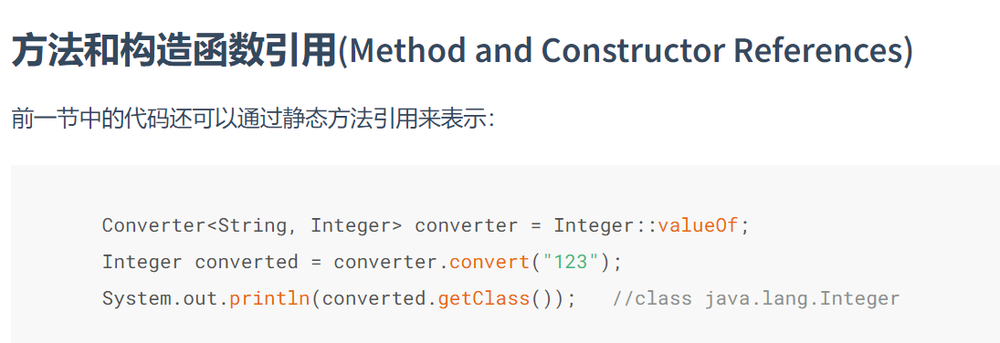 方法和构造函数引用(Method and Constructor References)
前一节中的代码还可以通过静态方法引用来表示：
Converter<String, Integer> converter = Integer::valueOf;
Integer converted = converter.convert("123");
System.out.println(converted.getClass());   //class java.lang.Integer